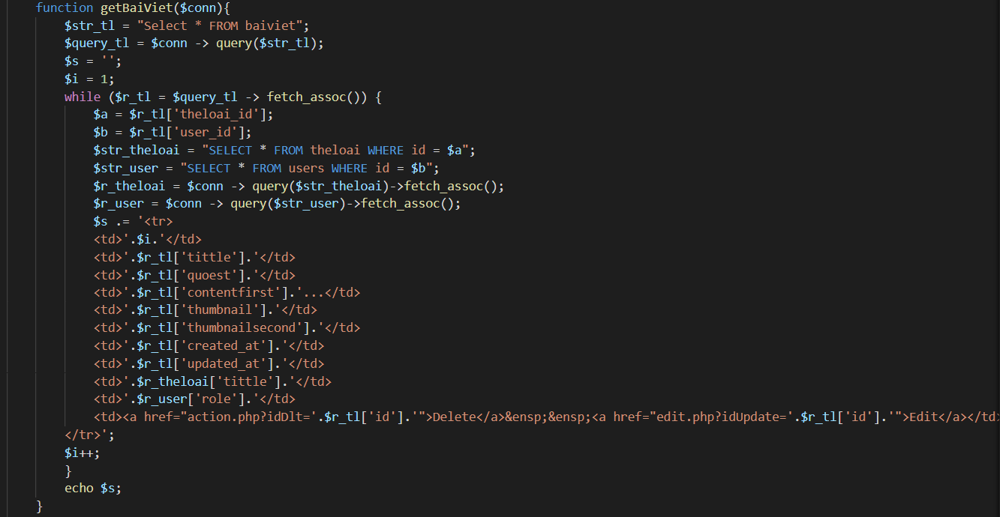 function getBaiViet($conn){
    $str_tl = "Select * FROM baiviet";
    $query_tl = $conn -> query($str_tl);
    $s = '';
    $i = 1;
    while ($r_tl = $query_tl -> fetch_assoc()) {
        $a = $r_tl['theloai_id'];
        $b = $r_tl['user_id'];
        $str_theloai = "SELECT * FROM theloai WHERE id = $a";
        $str_user = "SELECT * FROM users WHERE id = $b";
        $r_theloai = $conn -> query($str_theloai)->fetch_assoc();
        $r_user = $conn -> query($str_user)->fetch_assoc();
        $s .= '<tr>
        <td>'.$i.'</td>
        <td>'.$r_tl['tittle'].'</td>
        <td>'.$r_tl['quoest'].'</td>
        <td>'.$r_tl['contentfirst'].'...</td>
        <td>'.$r_tl['thumbnail'].'</td>
        <td>'.$r_tl['thumbnailsecond'].'</td>
        <td>'.$r_tl['created_at'].'</td>
        <td>'.$r_tl['updated_at'].'</td>
        <td>'.$r_theloai['tittle'].'</td>
        <td>'.$r_user['role'].'</td>
        <td><a href="action.php?idDlt='.$r_tl['id'].'">Delete</a>&ensp;&ensp;<a href="edit.php?idUpdate='.$r_tl['id'].'">Edit</a></td>
    </tr>';
    $i++;
    }
    echo $s;
}